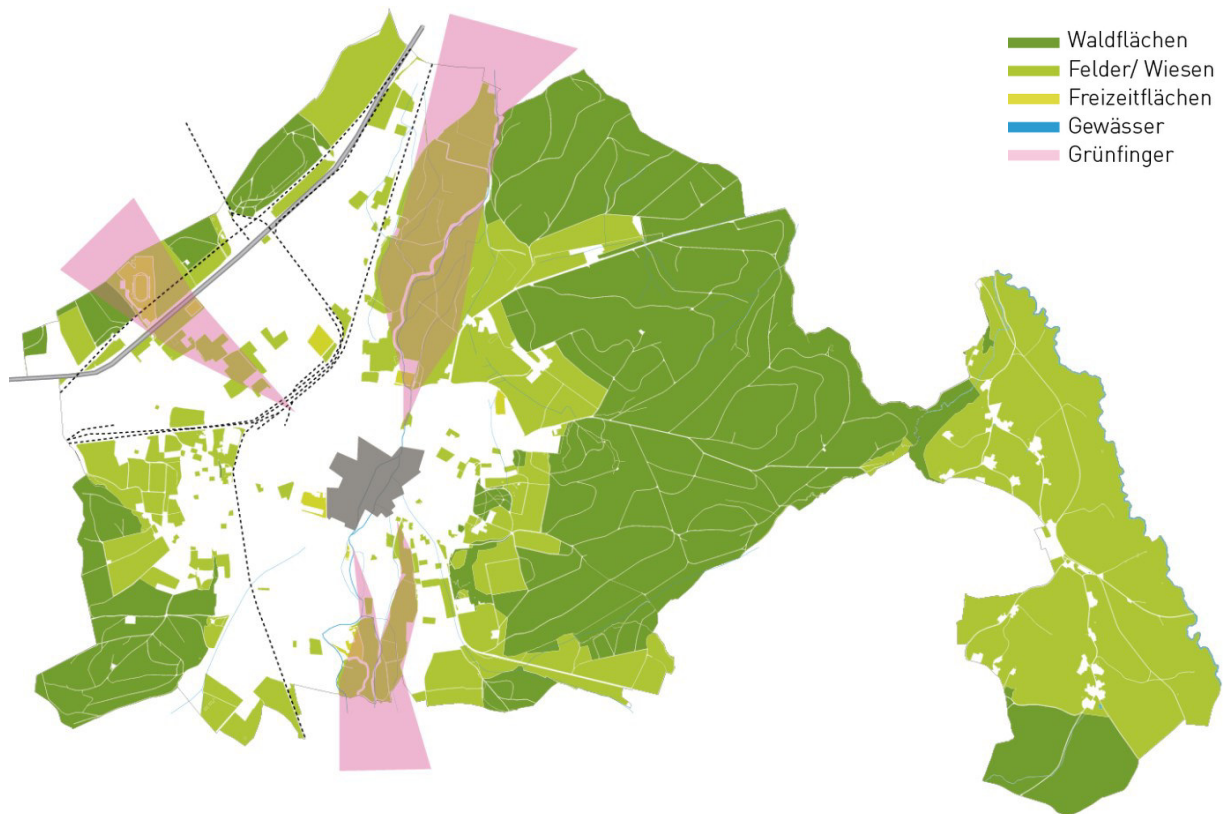 Waldflächen
Felder/ Wiesen
Freizeitflächen
Gewässer
Grünfinger